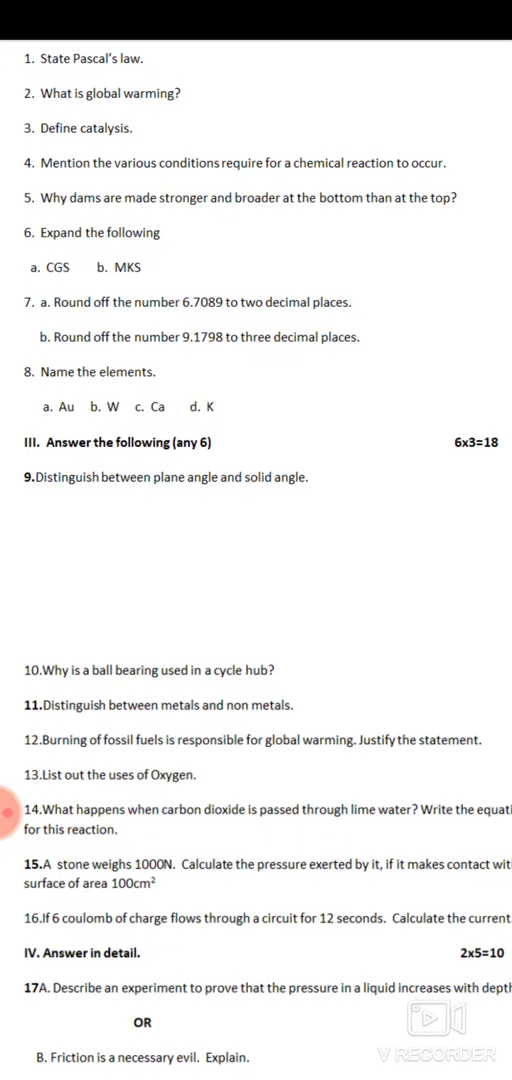 1. State Pascal's law.
2. What is global warming?
3. Define catalysis.
4. Mention the various conditions require for a chemical reaction to occur.
5. Why dams are made stronger and broader at the bottom than at the top?
6. Expand the following
a. CGS b. MKS
7. a. Round off the number 6.7089 to two decimal places.
b. Round off the number 9.1798 to three decimal places.
8. Name the elements.
a. Au b. W c. Ca d. K
III. Answer the following (any 6) 6x3=18
9.Distinguish between plane angle and solid angle.
10.Why is a ball bearing used in a cycle hub?
11.Distinguish between metals and non metals.
12.Burning of fossil fuels is responsible for global warming. Justify the statement.
13.List out the uses of Oxygen.
14.What happens when carbon dioxide is passed through lime water? Write the equati
for this reaction.
15.A stone weighs 1000N. Calculate the pressure exerted by it, if it makes contact wit
surface of area 100cm²
16.If 6 coulomb of charge flows through a circuit for 12 seconds. Calculate the current.
IV. Answer in detail. 2x5=10
17A. Describe an experiment to prove that the pressure in a liquid increases with depth
OR
B. Friction is a necessary evil. Explain.
V RECORDER